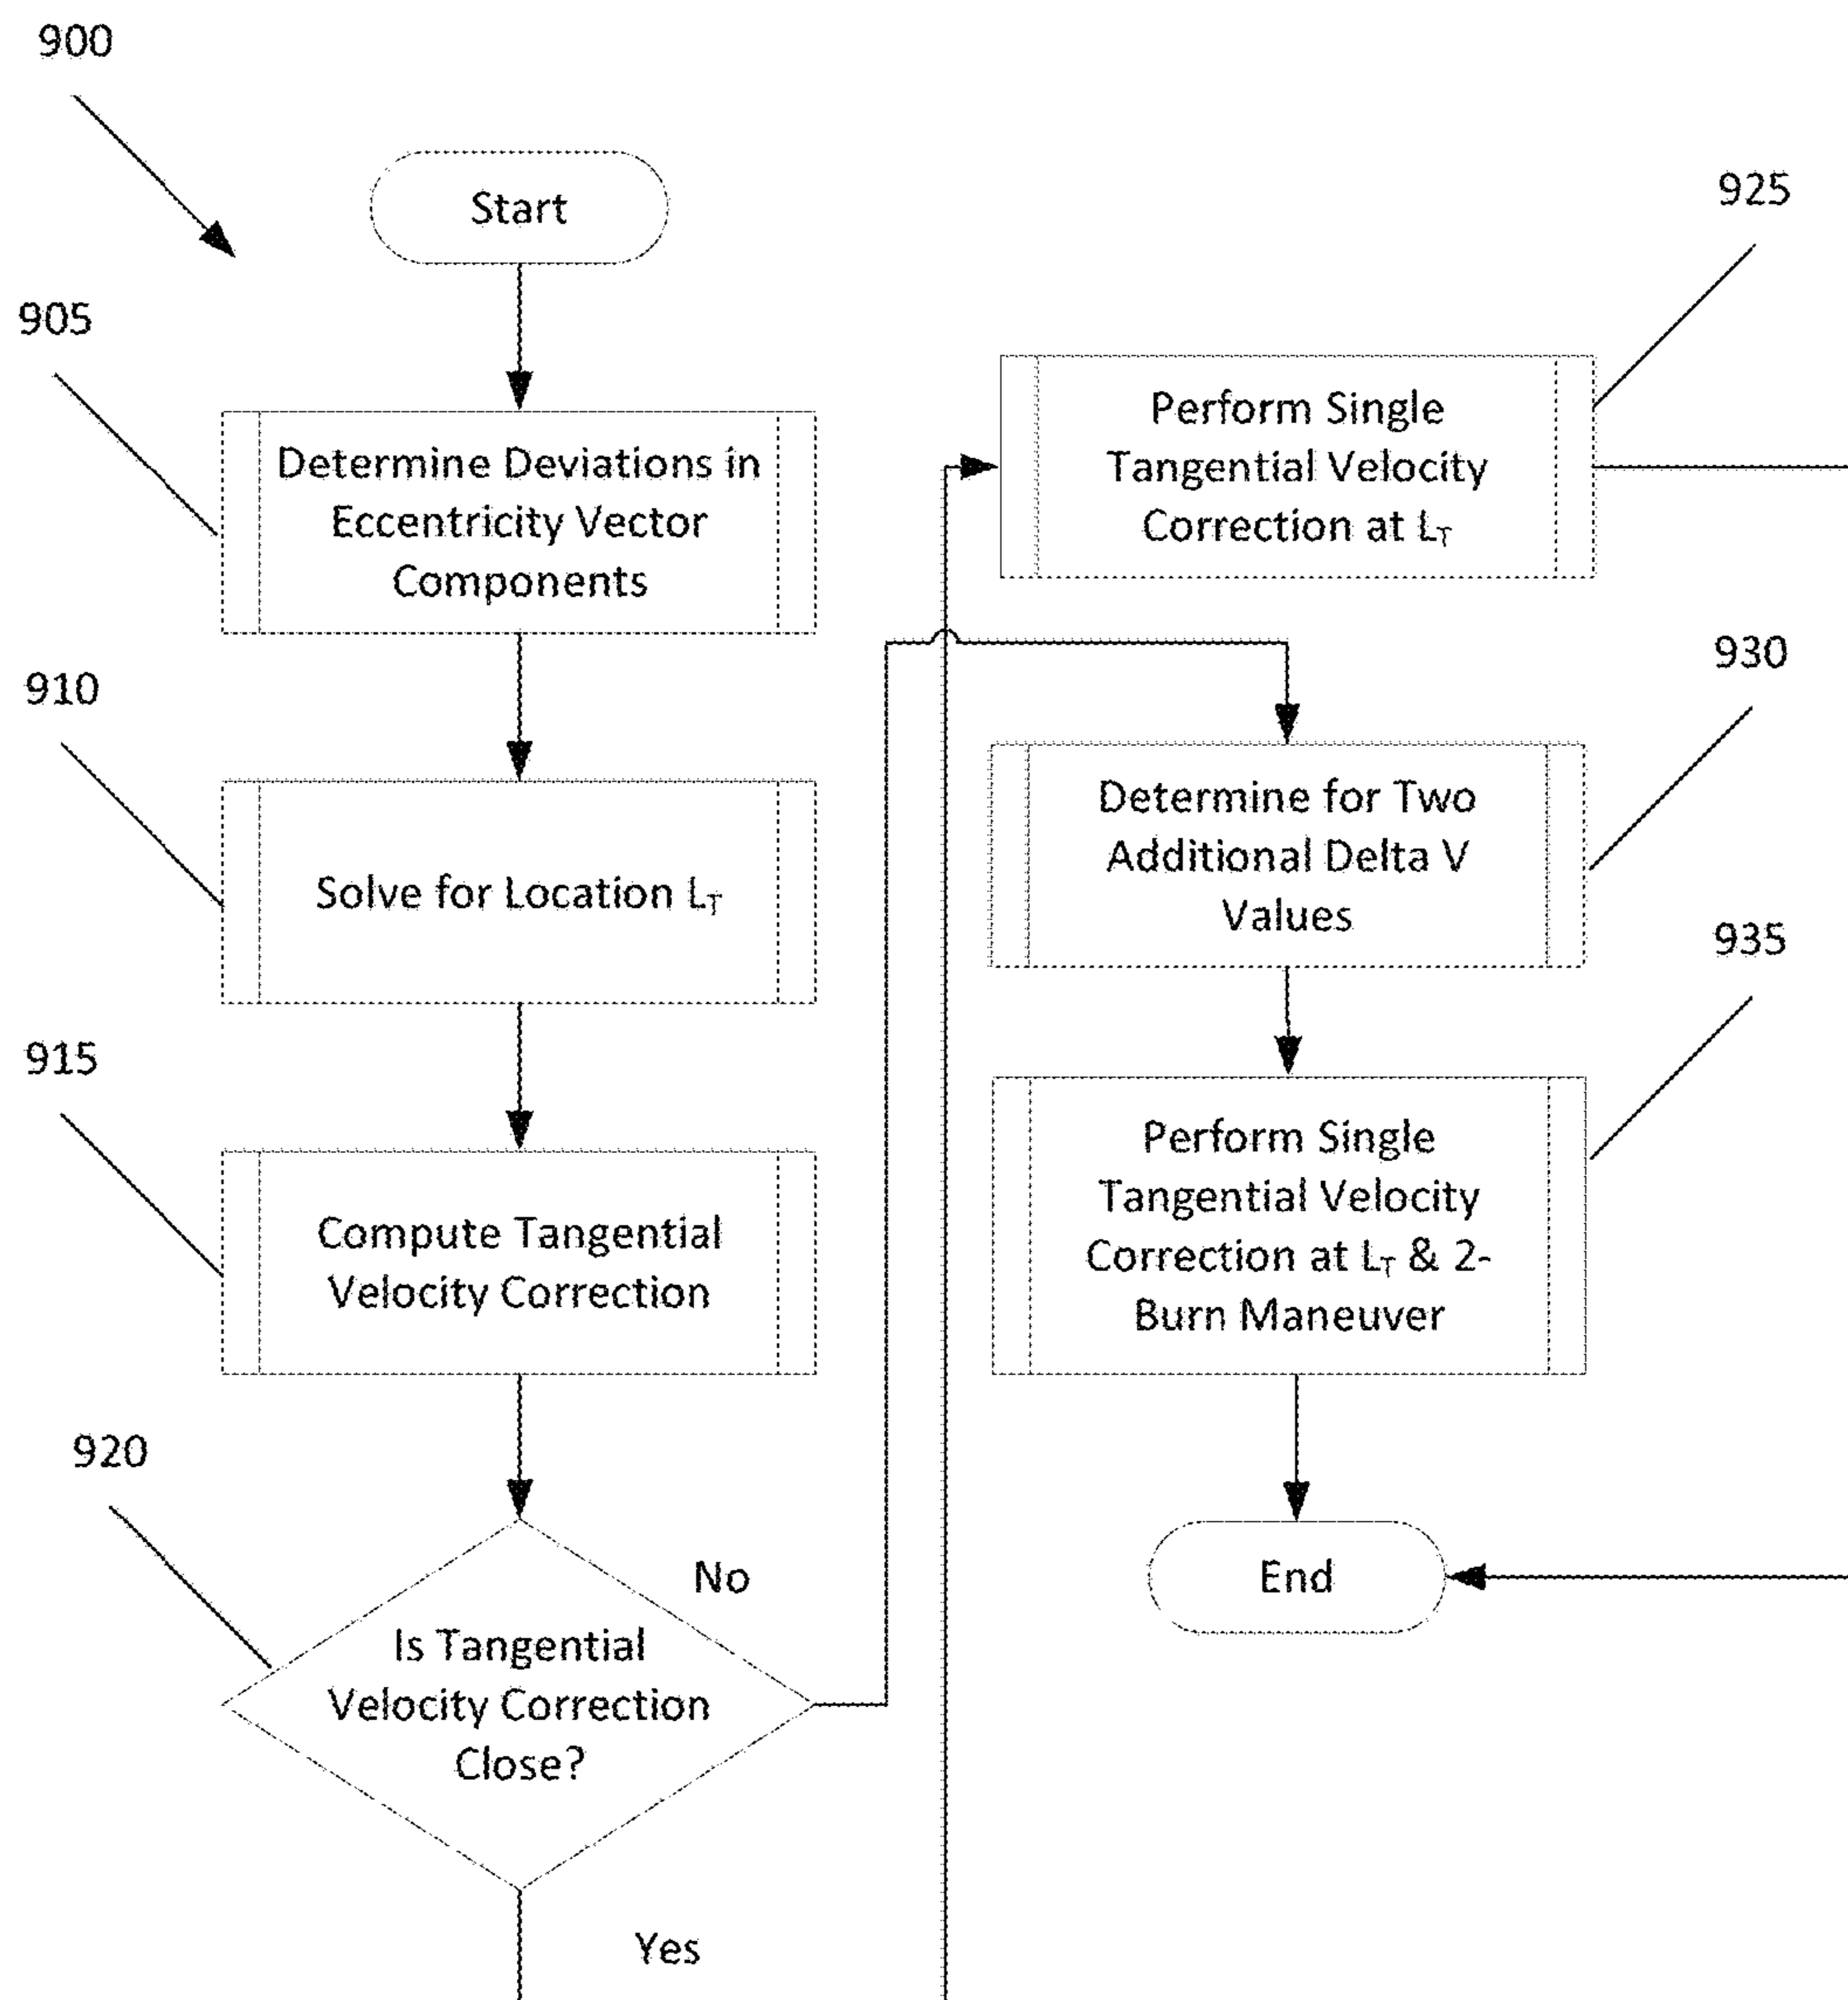 900
Start
905
Determine Deviations in
Eccentricity Vector
Components
910
Solve for Location LT
915
Compute Tangential
Velocity Correction
920
No
Is Tangential
Velocity Correction
Close?
Yes
925
Perform Single
Tangential Velocity
Correction at LT
930
Determine for Two
Additional Delta V
Values
935
Perform Single
Tangential Velocity
Correction at LT & 2-
Burn Maneuver
End